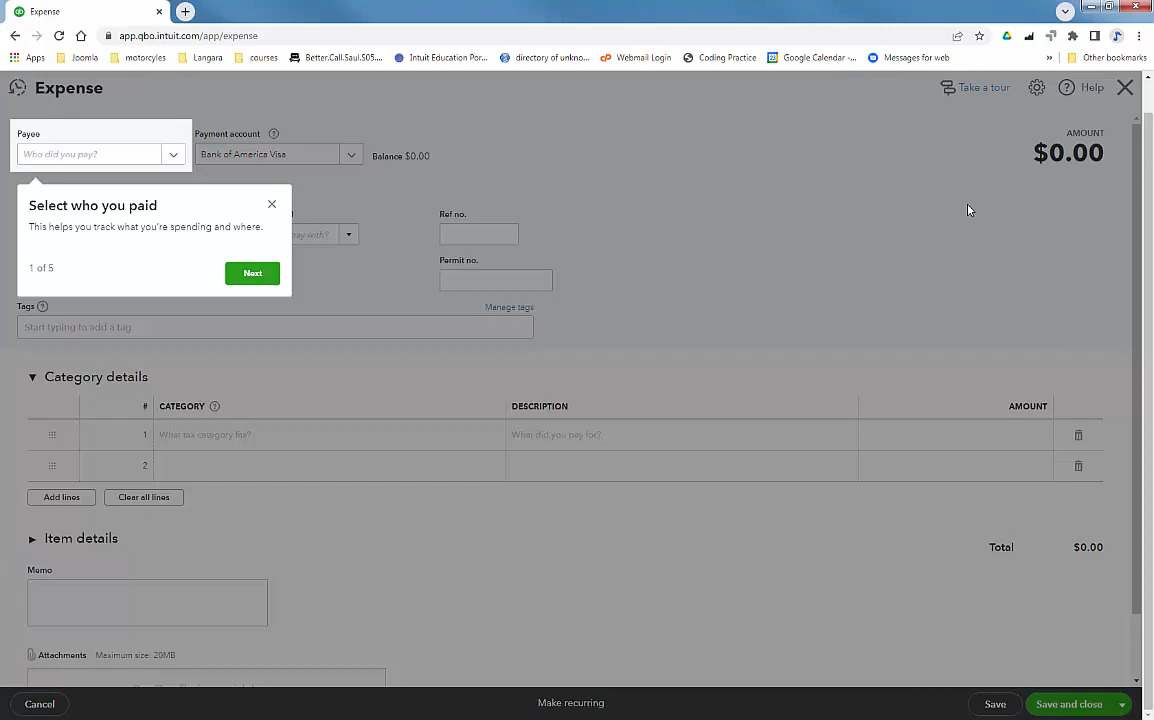 Expense
app.qbo.intuit.com/app/expense
Apps Joomla motorcyles Langara courses Better.Call.Saul.S05.... Intuit Education Por... directory of unkno... Webmail Login Coding Practice Google Calendar -... Messages for web » Other bookmarks
Expense Take a tour Help
Payee Payment account AMOUNT
Who did you pay? Bank of America Visa Balance $0.00 $0.00
Select who you paid
This helps you track what you're spending and where.
1 of 5 Next
Ref no.
pay with?
Permit no.
Tags Manage tags
Start typing to add a tag
Category details
# CATEGORY DESCRIPTION AMOUNT
1 What tax category fits? What did you pay for?
2
Add lines Clear all lines
Item details
Total $0.00
Memo
Attachments Maximum size: 20MB
Cancel Make recurring Save Save and close